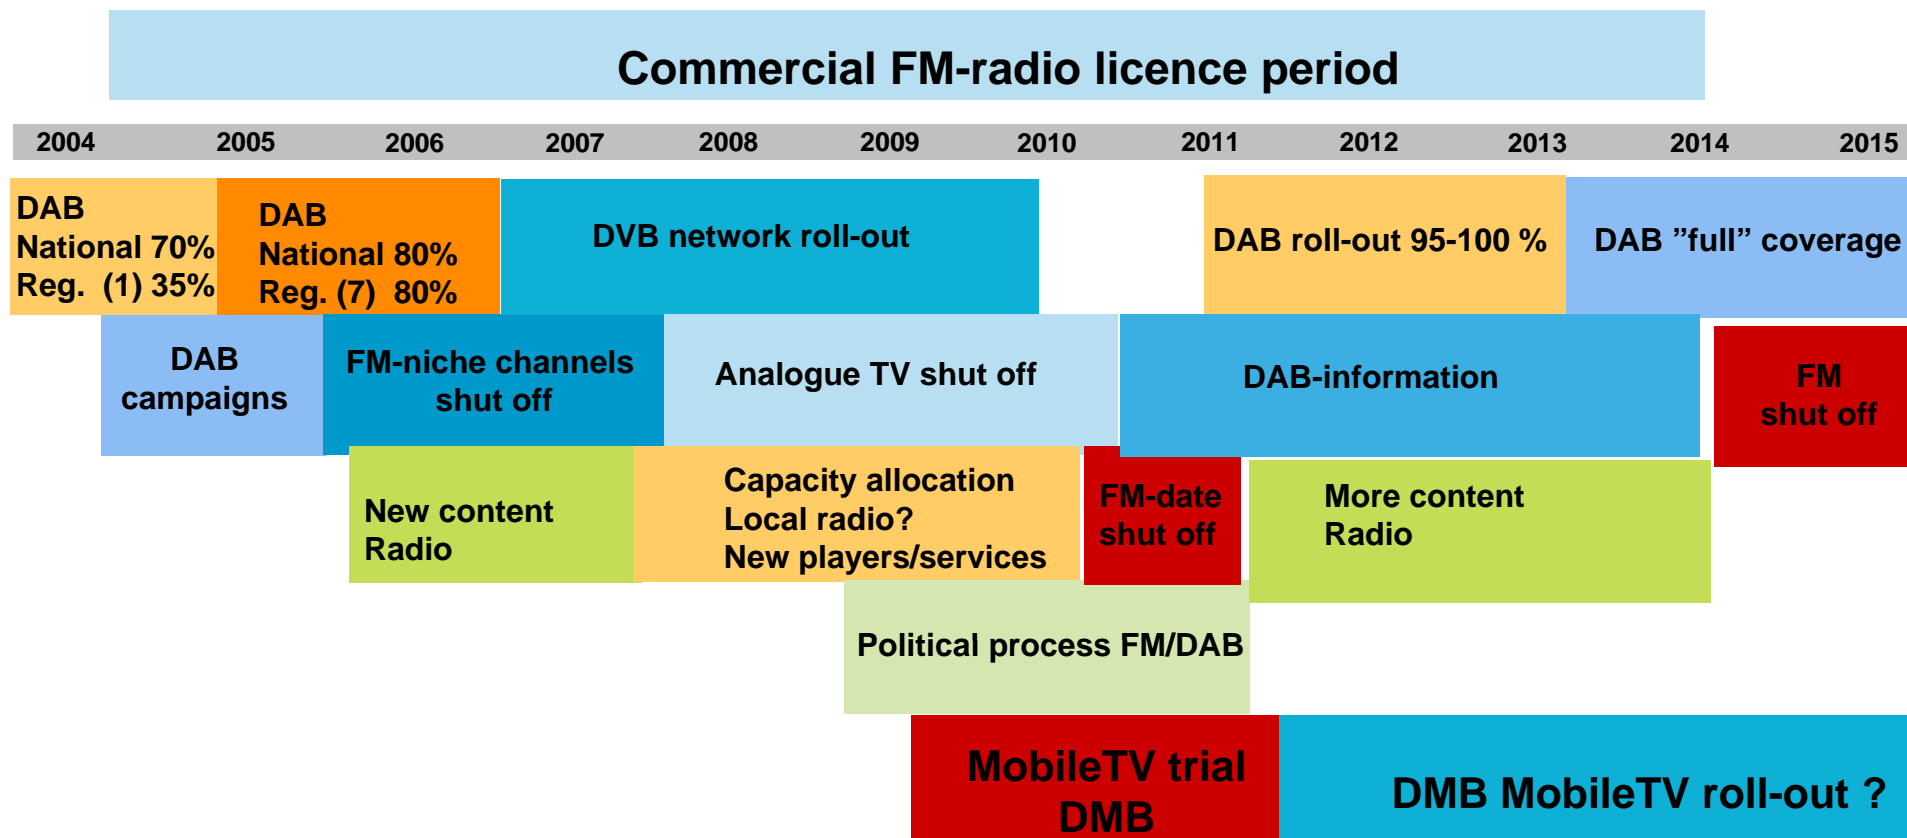 Commercial FM-radio licence period
2004 2005 2006 2007 2008 2009 2010 2011 2012 2013 2014 2015
DAB
National 70%
Reg. (1) 35%
DAB
National 80%
Reg. (7) 80%
DVB network roll-out
DAB roll-out 95-100 %
DAB ”full” coverage
DAB
campaigns
FM-niche channels
shut off
Analogue TV shut off
DAB-information
FM
shut off
New content
Radio
Capacity allocation
Local radio?
New players/services
FM-date
shut off
More content
Radio
Political process FM/DAB
MobileTV trial
DMB
DMB MobileTV roll-out ?